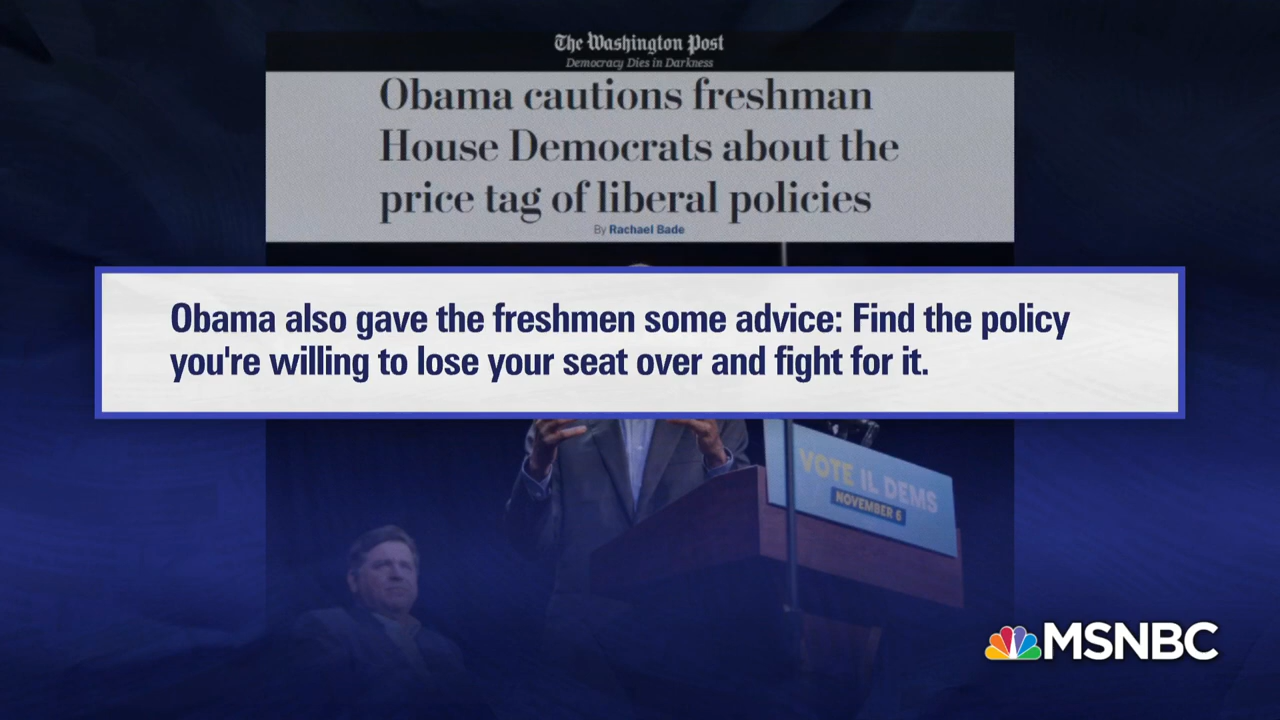 The Washington Post
Democracy Dies in Darkness
Obama cautions freshman
House Democrats about the
price tag of liberal policies
By Rachael Bade
Obama also gave the freshmen some advice: Find the policy
you're willing to lose your seat over and fight for it.
VOTE IL DEMS
NOVEMBER 6
MSNBC